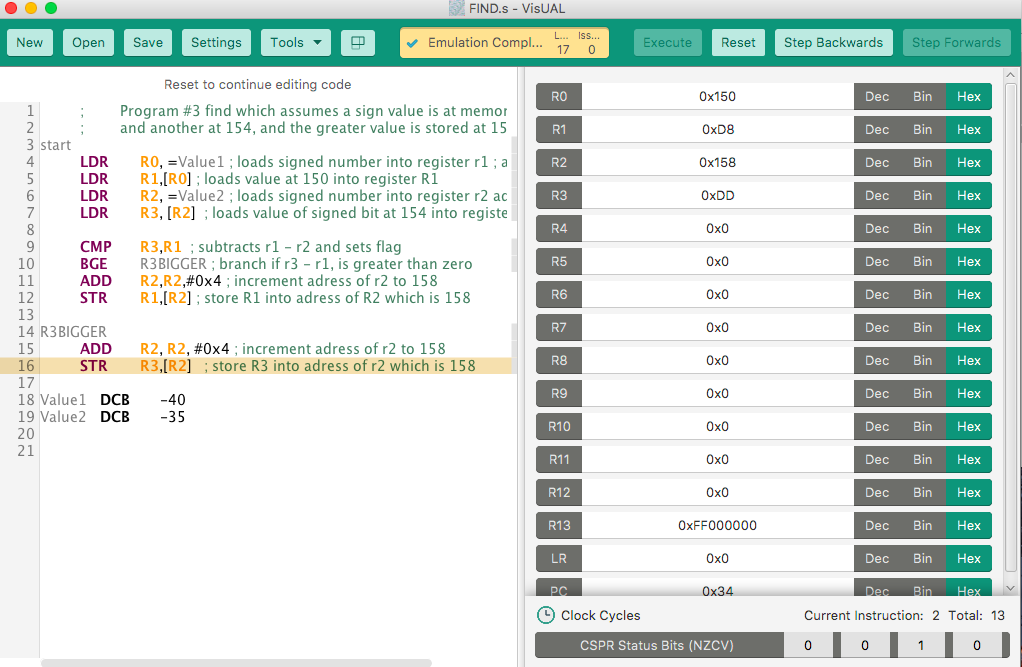 FIND.s - VisUAL
New Open Save Settings Tools Emulation Compl... L... Iss... Execute Reset Step Backwards Step Forwards
17 0
Reset to continue editing code
1 ; Program #3 find which assumes a sign value is at memor
2 ; and another at 154, and the greater value is stored at 15
3 start
4 LDR R0, =Value1 ; loads signed number into register r1 ; a
5 LDR R1,[R0] ; loads value at 150 into register R1
6 LDR R2, =Value2 ; loads signed number into register r2 ac
7 LDR R3, [R2] ; loads value of signed bit at 154 into registe
8
9 CMP R3,R1 ; subtracts r1 - r2 and sets flag
10 BGE R3BIGGER ; branch if r3 - r1, is greater than zero
11 ADD R2,R2,#0x4 ; increment adress of r2 to 158
12 STR R1,[R2] ; store R1 into adress of R2 which is 158
13
14 R3BIGGER
15 ADD R2, R2, #0x4 ; increment adress of r2 to 158
16 STR R3,[R2] ; store R3 into adress of r2 which is 158
17
18 Value1 DCB -40
19 Value2 DCB -35
20
21
R0 0x150 Dec Bin Hex
R1 0xD8 Dec Bin Hex
R2 0x158 Dec Bin Hex
R3 0xDD Dec Bin Hex
R4 0x0 Dec Bin Hex
R5 0x0 Dec Bin Hex
R6 0x0 Dec Bin Hex
R7 0x0 Dec Bin Hex
R8 0x0 Dec Bin Hex
R9 0x0 Dec Bin Hex
R10 0x0 Dec Bin Hex
R11 0x0 Dec Bin Hex
R12 0x0 Dec Bin Hex
R13 0xFF000000 Dec Bin Hex
LR 0x0 Dec Bin Hex
PC 0x34 Dec Bin Hex
Clock Cycles Current Instruction: 2 Total: 13
CSPR Status Bits (NZCV) 0 0 1 0